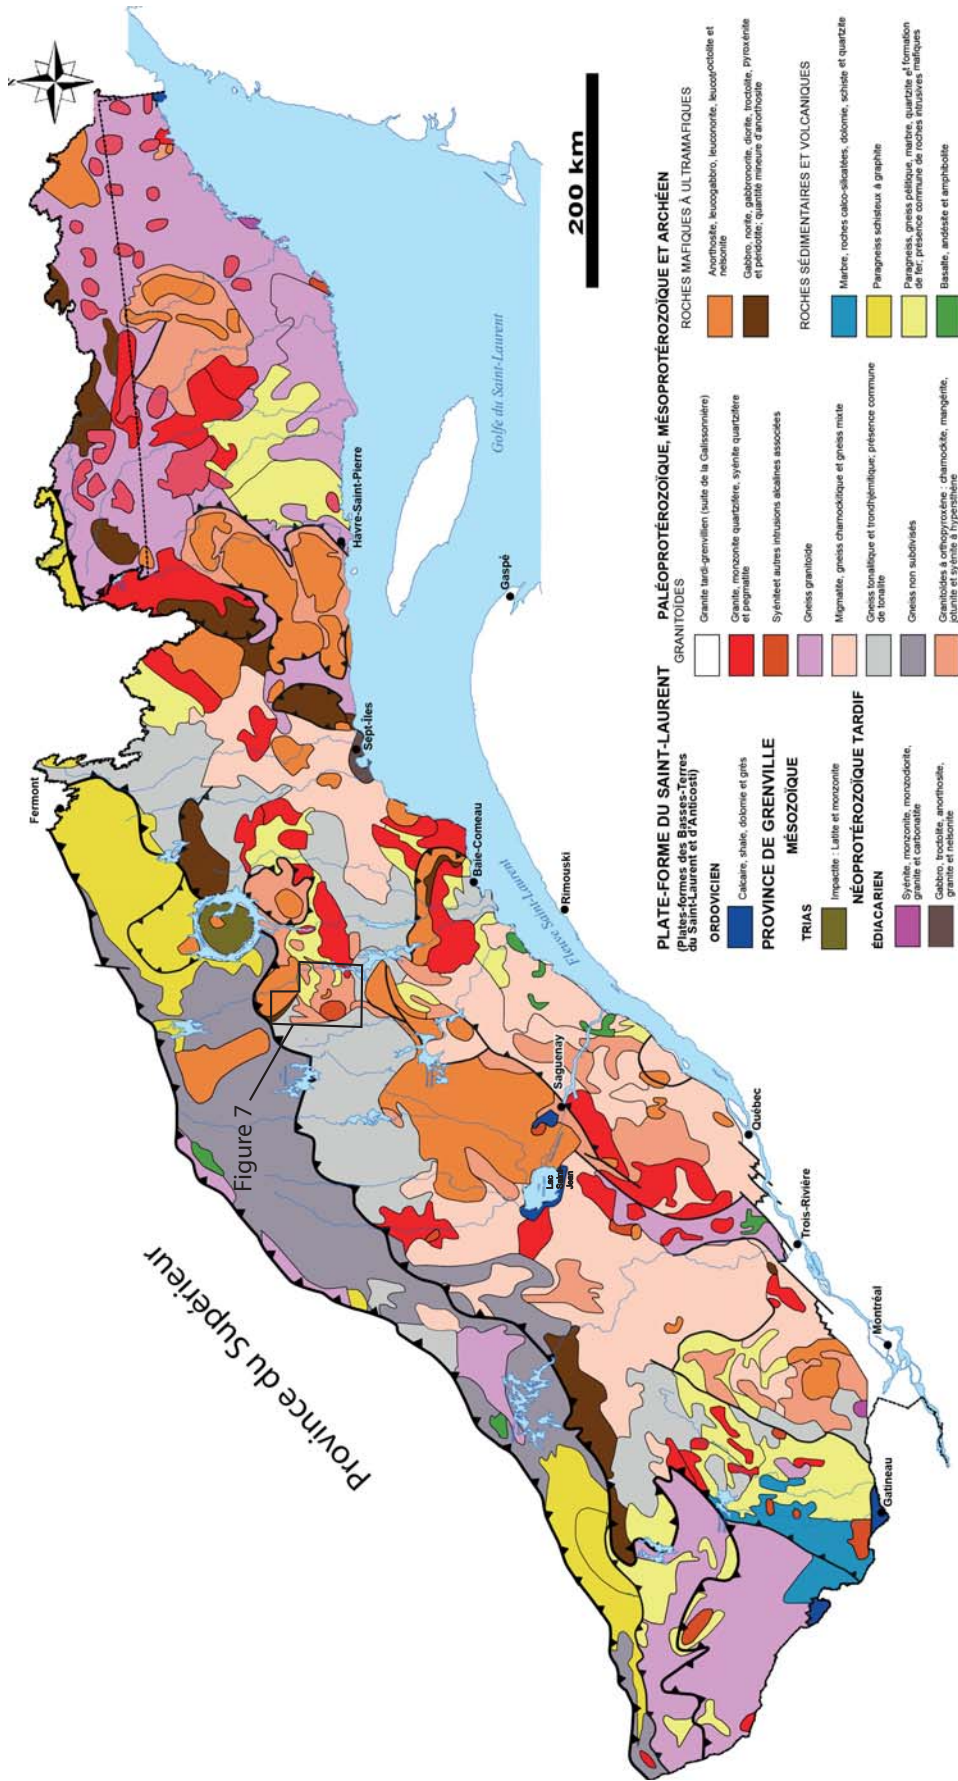 N
Fermont
Sept-Îles
Havre-Saint-Pierre
Golfe du Saint-Laurent
Gaspé
Baie-Comeau
Rimouski
Fleuve Saint-Laurent
Figure 7
Province du Supérieur
Saguenay
Lac
Saint
Jean
Québec
Trois-Rivière
Montréal
Gatineau
200 km
PLATE-FORME DU SAINT-LAURENT
(Plates-formes des Basses-Terres
du Saint-Laurent et d'Anticosti)
ORDOVICIEN
Calcaire, shale, dolomie et grès
PROVINCE DE GRENVILLE
MÉSOZOÏQUE
TRIAS
Impactite : Latite et monzonite
NÉOPROTÉROZOÏQUE TARDIF
ÉDIACARIEN
Syénite, monzonite, monzodiorite,
granite et carbonatite
Gabbro, troctolite, anorthosite,
granite et nelsonite
PALÉOPROTÉROZOÏQUE, MÉSOPROTÉROZOÏQUE ET ARCHÉEN
GRANITOÏDES
Granite tardi-grenvillien (suite de la Galissonnière)
Granite, monzonite quartzifère, syénite quartzifère
et pegmatite
Syénite et autres intrusions alcalines associées
Gneiss granitoïde
Migmatite, gneiss charnockitique et gneiss mixte
Gneiss tonalitique et trondhjémitique; présence commune
de tonalite
Gneiss non subdivisés
Granitoïdes à orthopyroxène : charnockite, mangérite,
jotunite et syénite à hypersthène
ROCHES MAFIQUES À ULTRAMAFIQUES
Anorthosite, leucogabbro, leuconorite, leucotroctolite et
nelsonite
Gabbro, norite, gabbronorite, diorite, troctolite, pyroxénite
et péridotite; quantité mineure d'anorthosite
ROCHES SÉDIMENTAIRES ET VOLCANIQUES
Marbre, roches calco-silicatées, dolomie, schiste et quartzite
Paragneiss schisteux à graphite
Paragneiss, gneiss pélitique, marbre, quartzite et formation
de fer; présence commune de roches intrusives mafiques
Basalte, andésite et amphibolite